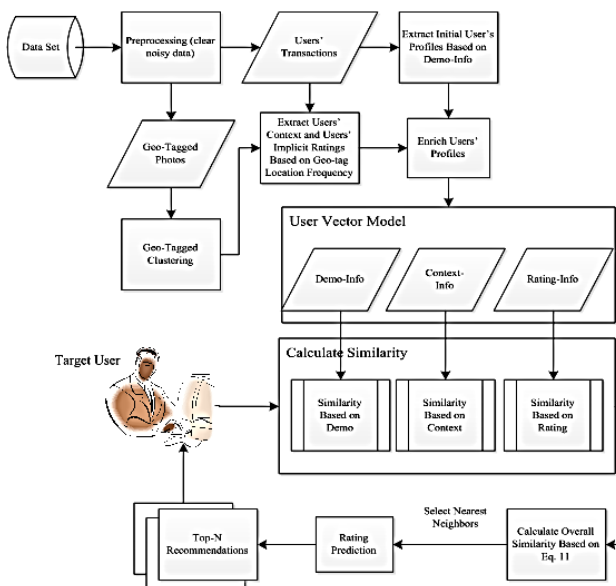 Data Set
Preprocessing (clear
noisy data)
Users'
Transactions
Extract Initial User's
Profiles Based on
Demo-Info
Geo-Tagged
Photos
Extract Users'
Context and Users'
Implicit Ratings
Based on Geo-tag
Location Frequency
Enrich Users'
Profiles
Geo-Tagged
Clustering
User Vector Model
Demo-Info
Context-
Info
Rating-Info
Target User
Calculate Similarity
Similarity
Based on
Demo
Similarity
Based on
Context
Similarity
Based on
Rating
Top-N
Recommendations
Rating
Prediction
Select Nearest
Neighbors
Calculate Overall
Similarity Based on
Eq. 11